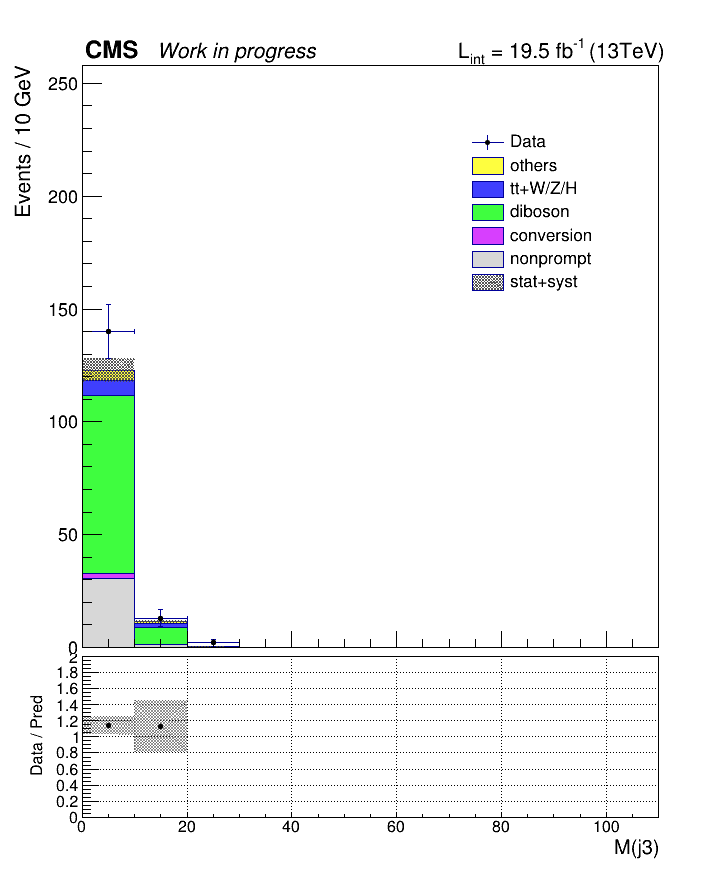 CMS Work in progress L_int = 19.5 fb⁻¹ (13TeV)
Events / 10 GeV
250
200
150
100
50
0
Data
others
tt+W/Z/H
diboson
conversion
nonprompt
stat+syst
Data / Pred
2
1.8
1.6
1.4
1.2
1
0.8
0.6
0.4
0.2
0
0 20 40 60 80 100
M(j3)